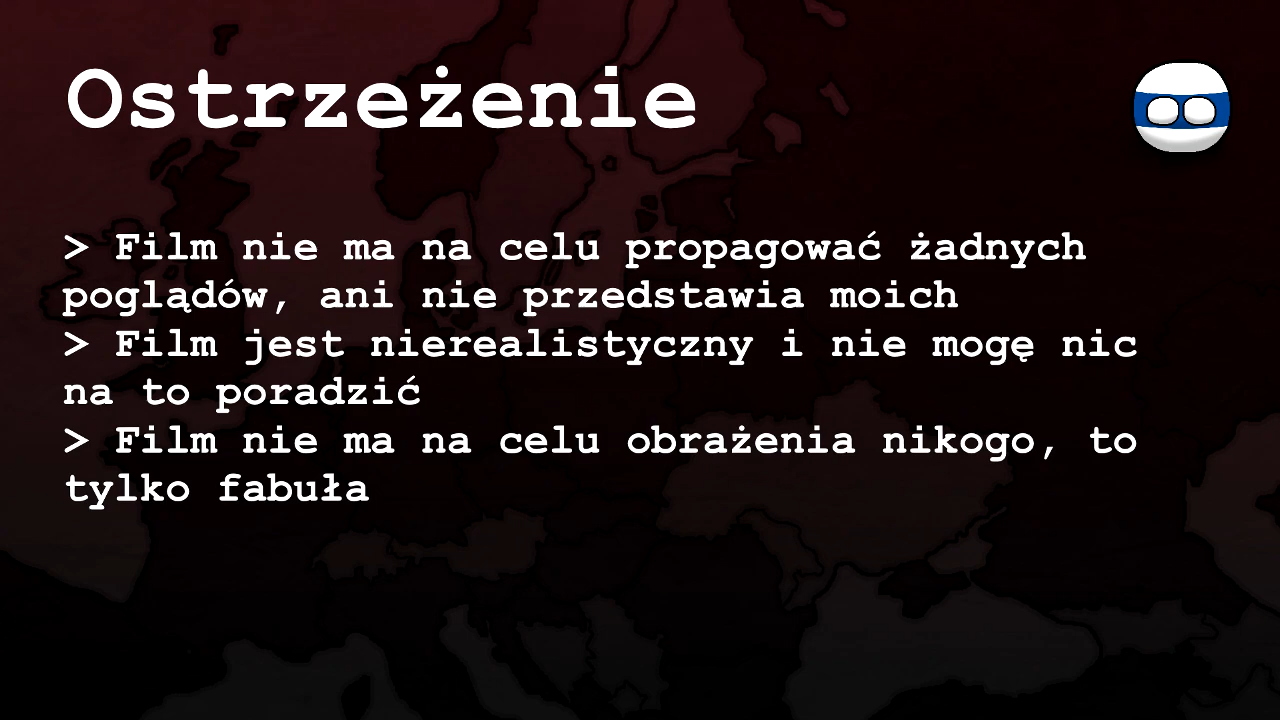 Ostrzeżenie
> Film nie ma na celu propagować żadnych
poglądów, ani nie przedstawia moich
> Film jest nierealistyczny i nie mogę nic
na to poradzić
> Film nie ma na celu obrażenia nikogo, to
tylko fabuła